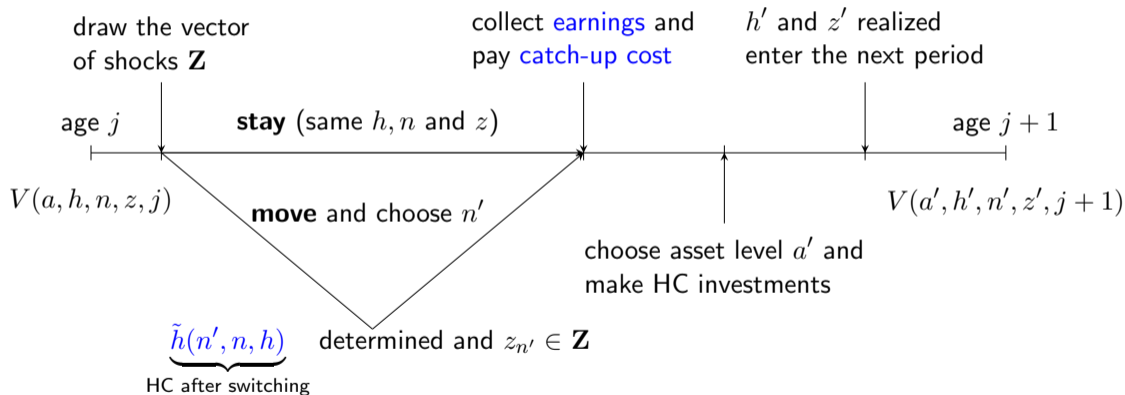 draw the vector
of shocks Z
collect earnings and
pay catch-up cost
h′ and z′ realized
enter the next period
age j
stay (same h, n and z)
age j + 1
V(a, h, n, z, j)
move and choose n′
V(a′, h′, n′, z′, j + 1)
choose asset level a′ and
make HC investments
h̃(n′, n, h) determined and z_{n′} ∈ Z
HC after switching